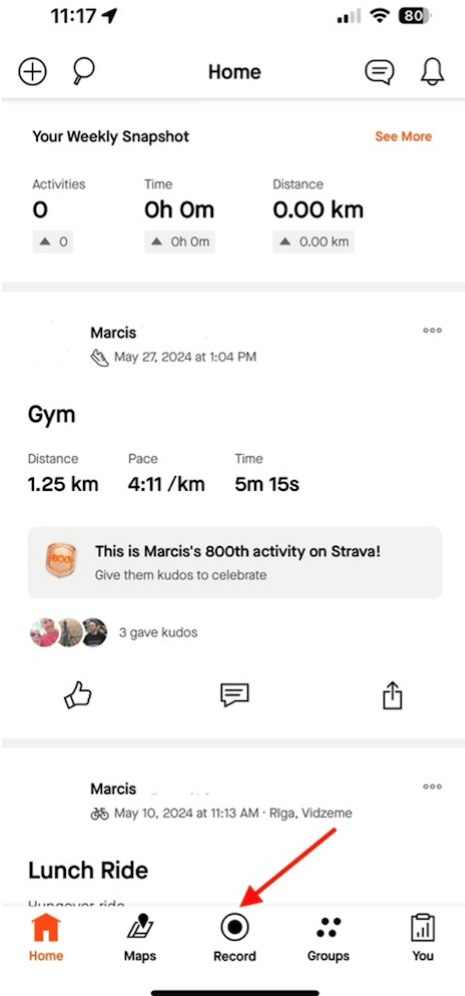 11:17
80
Home
Your Weekly Snapshot
See More
Activities Time Distance
0 0h 0m 0.00 km
0 0h 0m 0.00 km
Marcis
May 27, 2024 at 1:04 PM
Gym
Distance Pace Time
1.25 km 4:11 /km 5m 15s
800
This is Marcis's 800th activity on Strava!
Give them kudos to celebrate
3 gave kudos
Marcis
May 10, 2024 at 11:13 AM · Rīga, Vidzeme
Lunch Ride
Hungover ride
Home Maps Record Groups You